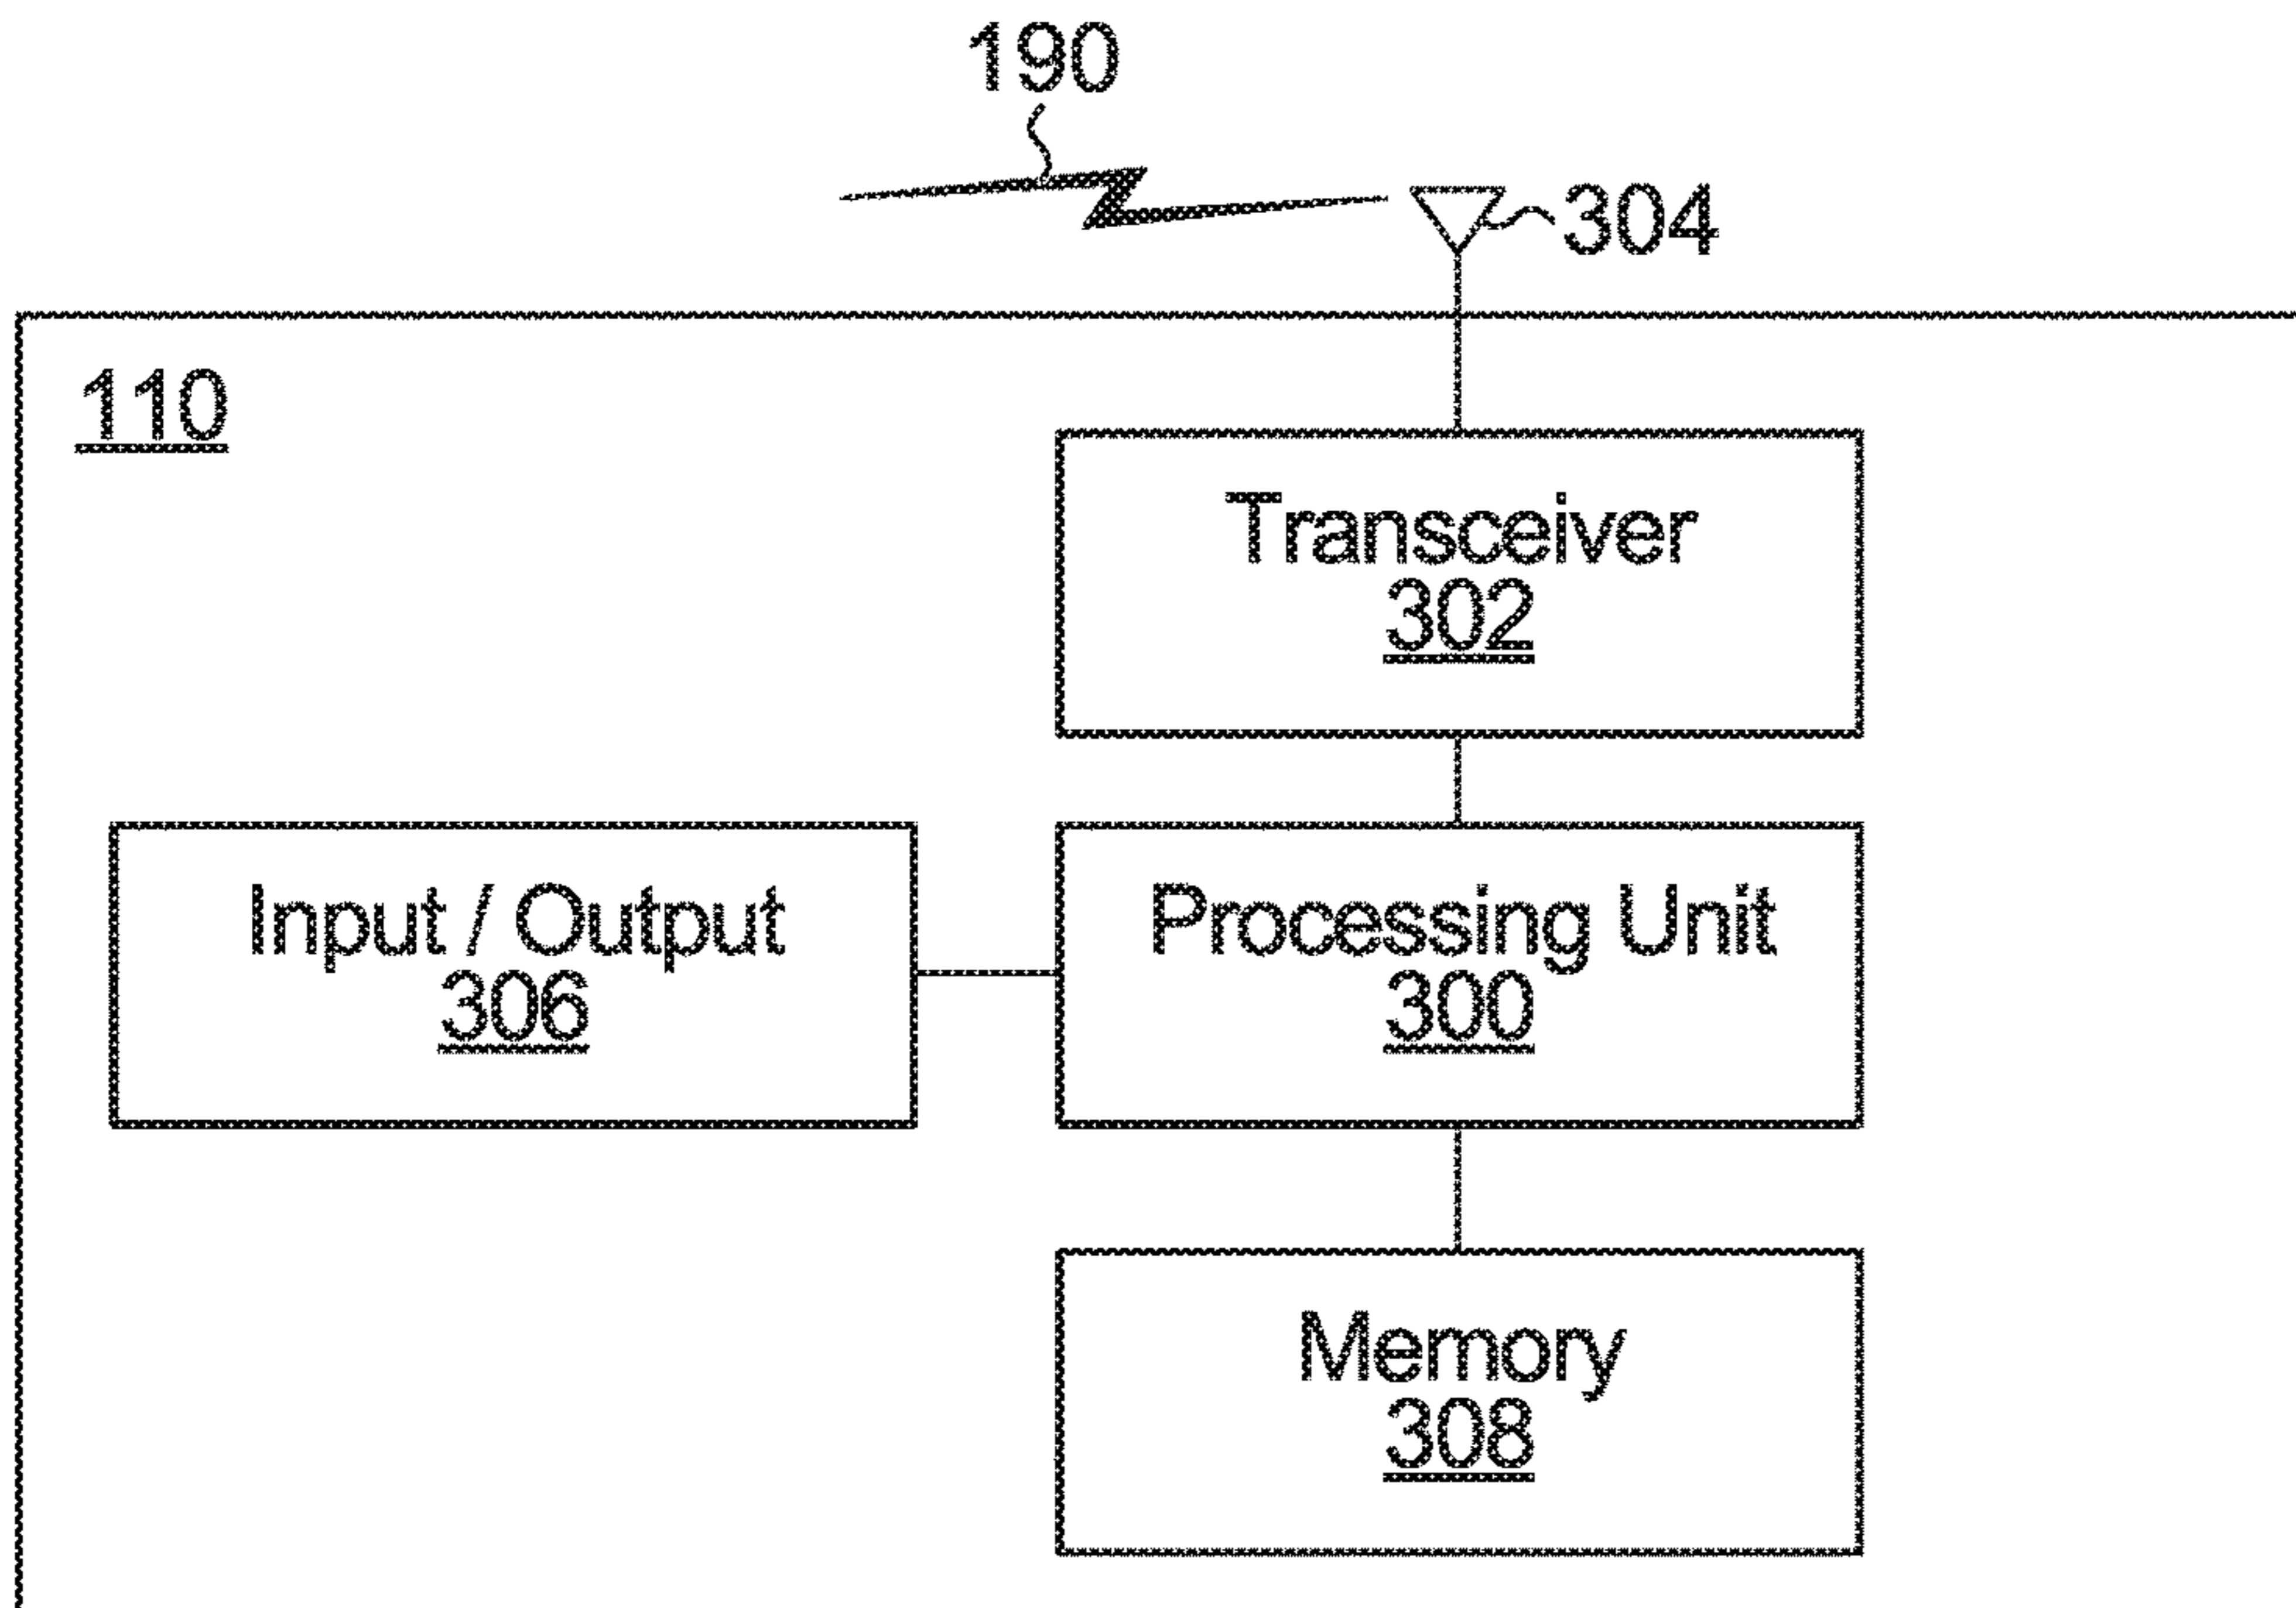 190
304
110
Transceiver
302
Input / Output
306
Processing Unit
300
Memory
308